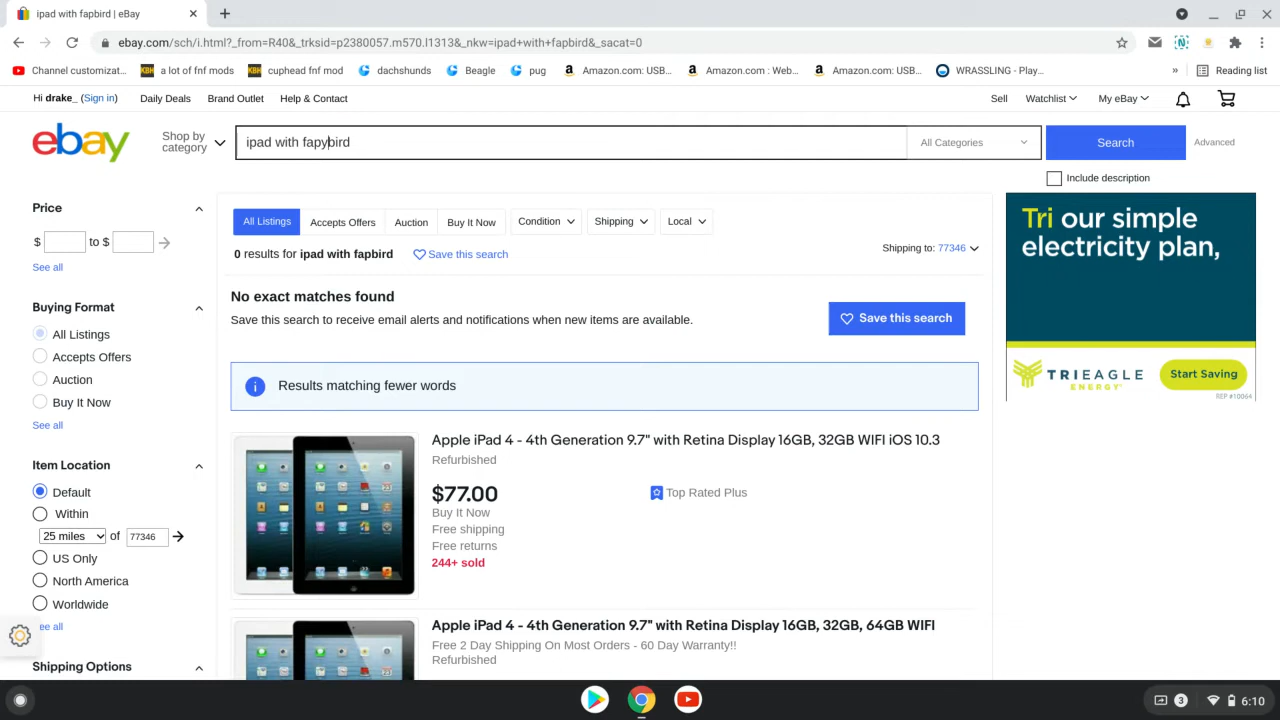 ipad with fapbird | eBay
ebay.com/sch/i.html?_from=R40&_trksid=p2380057.m570.l1313&_nkw=ipad+with+fapbird&_sacat=0
Channel customizat... a lot of fnf mods cuphead fnf mod dachshunds Beagle pug Amazon.com: USB... Amazon.com : Web... Amazon.com: USB... WRASSLING - Play... » Reading list
Hi drake_ (Sign in) Daily Deals Brand Outlet Help & Contact Sell Watchlist My eBay
ebay Shop by category ipad with fapybird All Categories Search Advanced
Include description
Price
$ to $
See all
Buying Format
All Listings
Accepts Offers
Auction
Buy It Now
See all
Item Location
Default
Within
25 miles of 77346
US Only
North America
Worldwide
ee all
Shipping Options
All Listings Accepts Offers Auction Buy It Now Condition Shipping Local
0 results for ipad with fapbird Save this search Shipping to: 77346
No exact matches found
Save this search to receive email alerts and notifications when new items are available.
Save this search
Results matching fewer words
Apple iPad 4 - 4th Generation 9.7" with Retina Display 16GB, 32GB WIFI iOS 10.3
Refurbished
$77.00 Top Rated Plus
Buy It Now
Free shipping
Free returns
244+ sold
Apple iPad 4 - 4th Generation 9.7" with Retina Display 16GB, 32GB, 64GB WIFI
Free 2 Day Shipping On Most Orders - 60 Day Warranty!!
Refurbished
Tri our simple
electricity plan,
TRIEAGLE
ENERGY
Start Saving
REP #10064
3 6:10